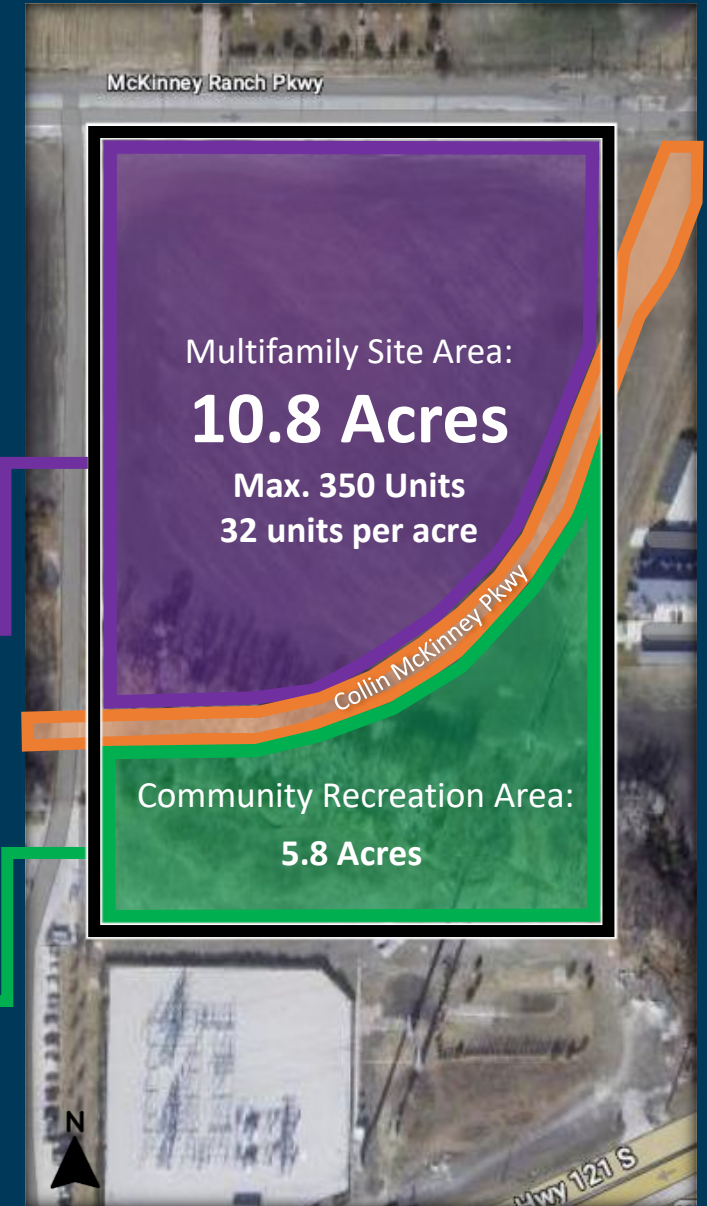 McKinney Ranch Pkwy
Multifamily Site Area:
10.8 Acres
Max. 350 Units
32 units per acre
Collin McKinney Pkwy
Community Recreation Area:
5.8 Acres
N
Hwy 121 S